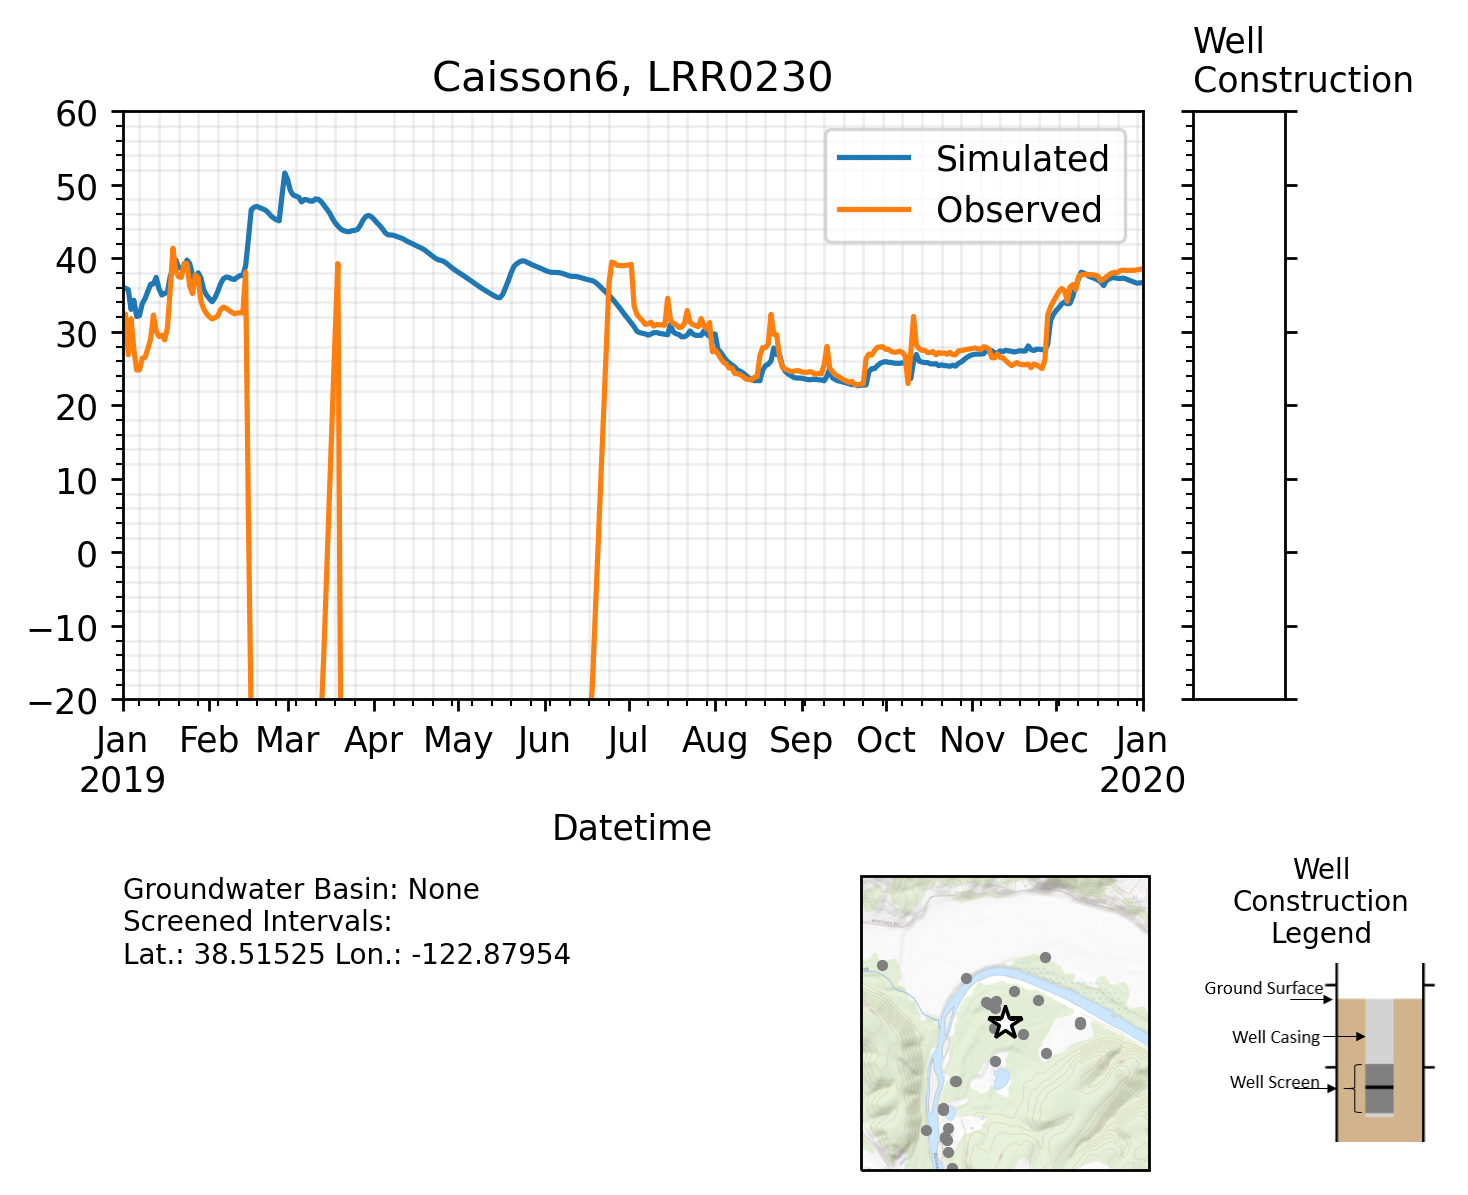 Caisson6, LRR0230
Well
Construction
60
50
40
30
20
10
0
−10
−20
Simulated
Observed
Jan
2019
Feb
Mar
Apr
May
Jun
Jul
Aug
Sep
Oct
Nov
Dec
Jan
2020
Datetime
Groundwater Basin: None
Screened Intervals:
Lat.: 38.51525 Lon.: -122.87954
Well
Construction
Legend
Ground Surface
Well Casing
Well Screen